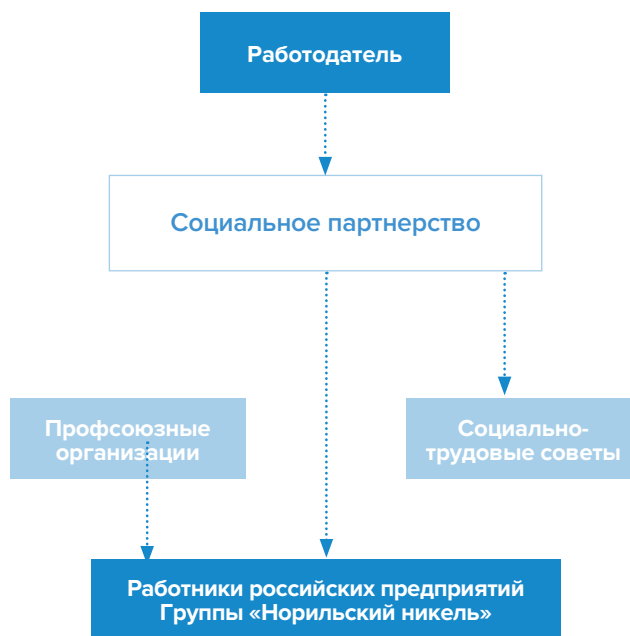 Работодатель
Социальное партнерство
Профсоюзные
организации
Социально-
трудовые советы
Работники российских предприятий
Группы «Норильский никель»